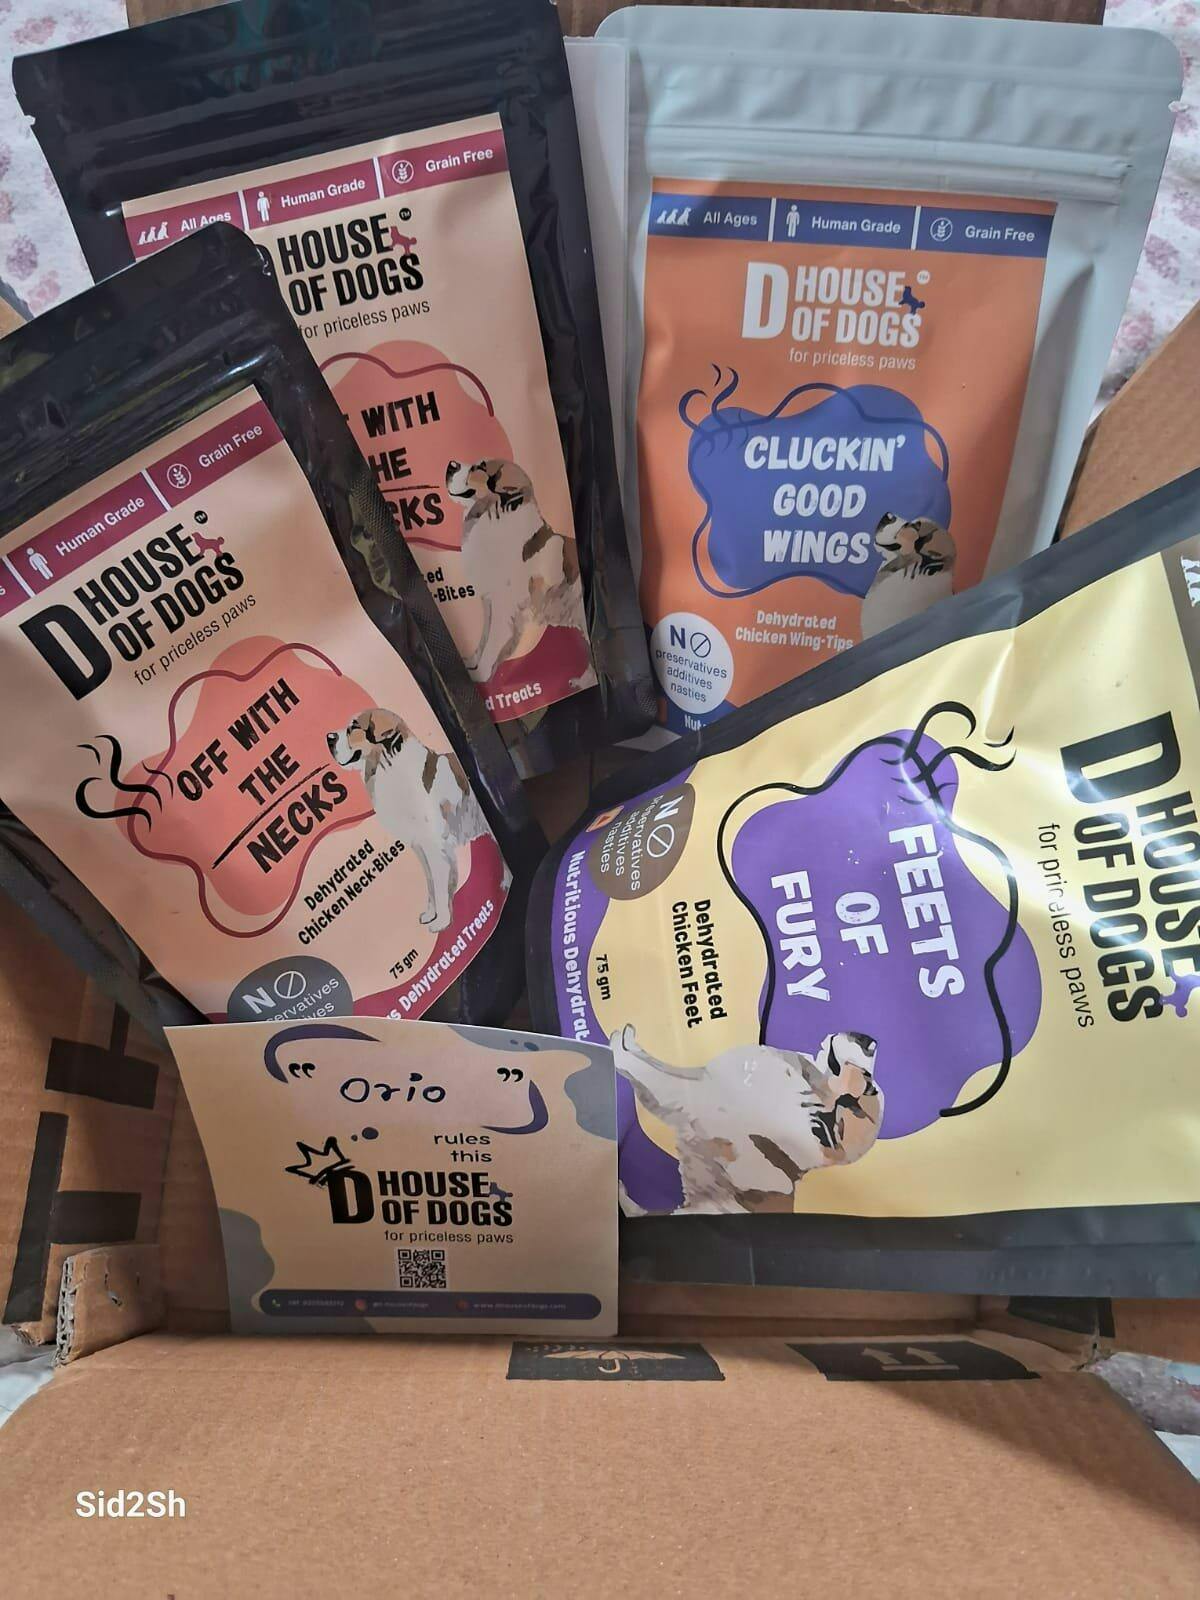 All Ages
Human Grade
Grain Free
HOUSE
OF DOGS
for priceless paws
WITH
Treats
All Ages
Human Grade
Grain Free
D HOUSE
OF DOGS
for priceless paws
CLUCKIN'
GOOD
WINGS
Dehydrated
Chicken Wing-Tips
NO
preservatives
additives
nasties
Human Grade
Grain Free
D HOUSE
OF DOGS
for priceless paws
OFF WITH
THE
NECKS
Dehydrated
Chicken Neck-Bites
75 gm
Dehydrated Treats
NO
D HOUSE
OF DOGS
for priceless paws
FEETS
OF
FURY
Dehydrated
Chicken Feet
75 gm
NO
preservatives
additives
nasties
Nutritious Dehydrat
"Orio"
rules
this
D HOUSE
OF DOGS
for priceless paws
Sid2Sh